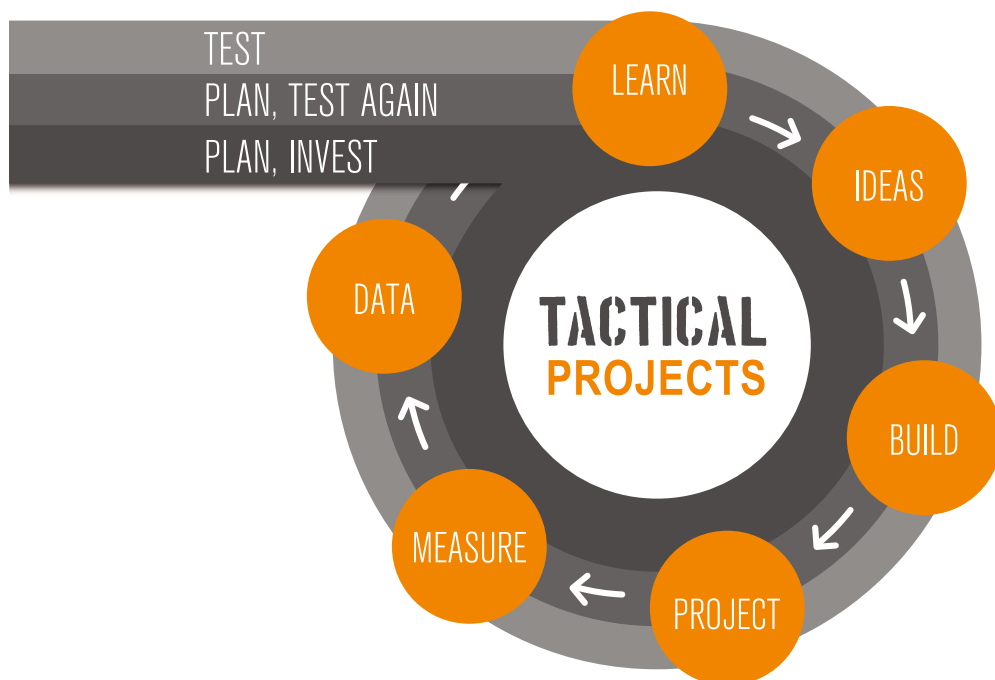 TEST
PLAN, TEST AGAIN
PLAN, INVEST
LEARN
IDEAS
BUILD
PROJECT
MEASURE
DATA
TACTICAL
PROJECTS